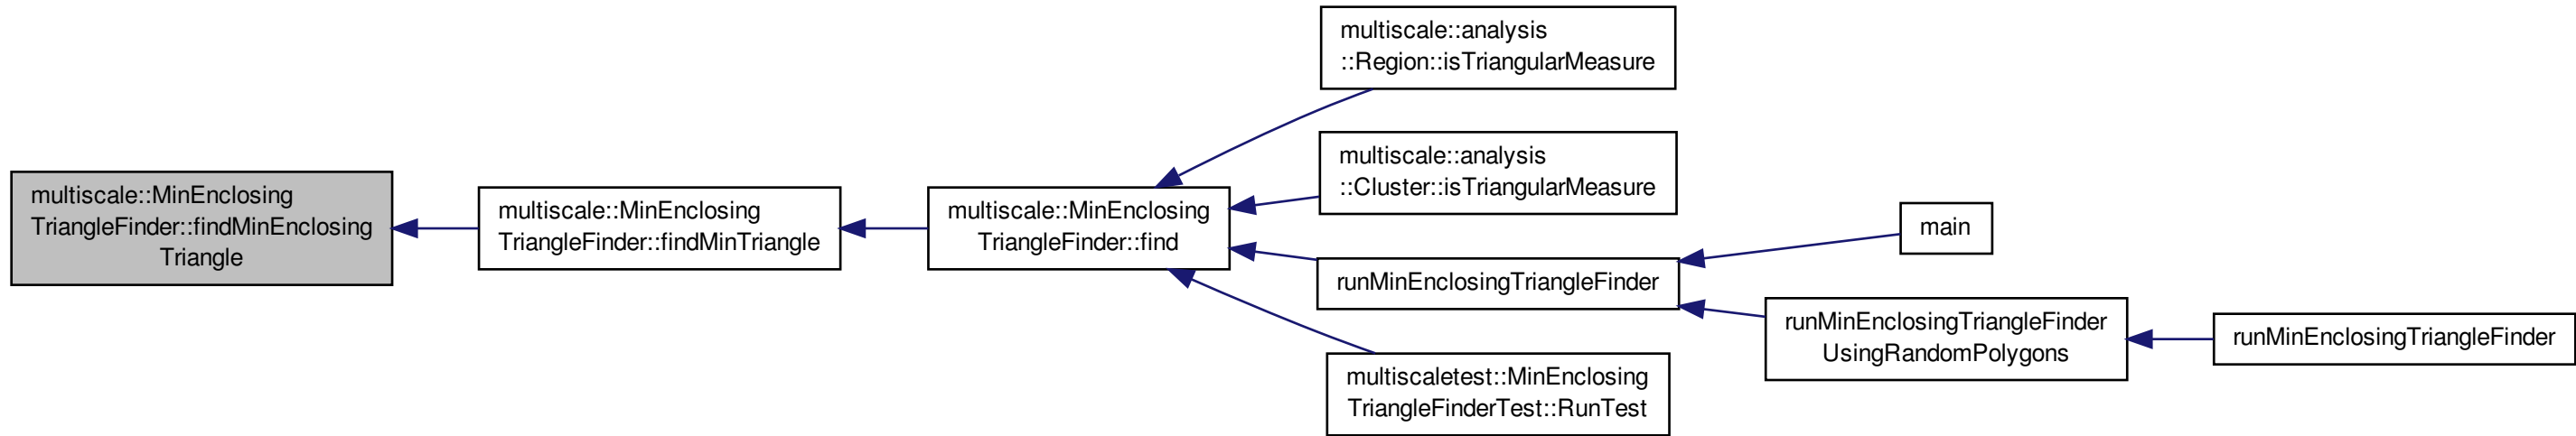 multiscale::MinEnclosing
TriangleFinder::findMinEnclosing
Triangle
multiscale::MinEnclosing
TriangleFinder::findMinTriangle
multiscale::MinEnclosing
TriangleFinder::find
multiscale::analysis
::Region::isTriangularMeasure
multiscale::analysis
::Cluster::isTriangularMeasure
runMinEnclosingTriangleFinder
multiscaletest::MinEnclosing
TriangleFinderTest::RunTest
main
runMinEnclosingTriangleFinder
UsingRandomPolygons
runMinEnclosingTriangleFinder